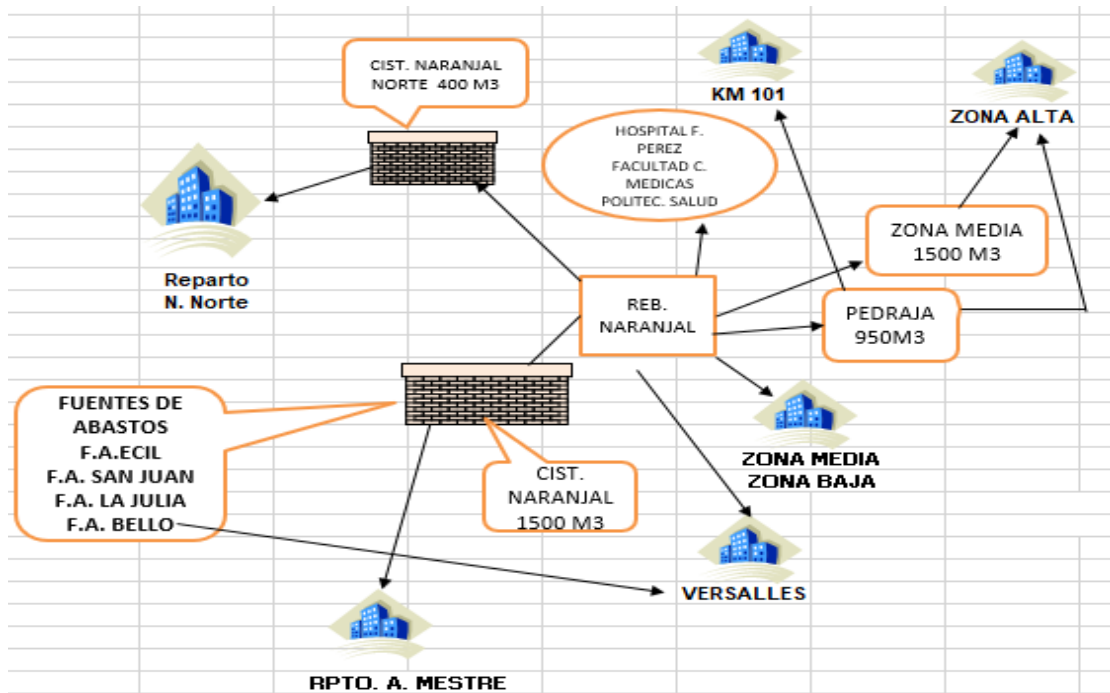 CIST. NARANJAL
NORTE 400 M3
KM 101
ZONA ALTA
HOSPITAL F.
PEREZ
FACULTAD C.
MEDICAS
POLITEC. SALUD
ZONA MEDIA
1500 M3
Reparto
N. Norte
REB.
NARANJAL
PEDRAJA
950M3
FUENTES DE
ABASTOS
F.A.ECIL
F.A. SAN JUAN
F.A. LA JULIA
F.A. BELLO
CIST.
NARANJAL
1500 M3
ZONA MEDIA
ZONA BAJA
VERSALLES
RPTO. A. MESTRE